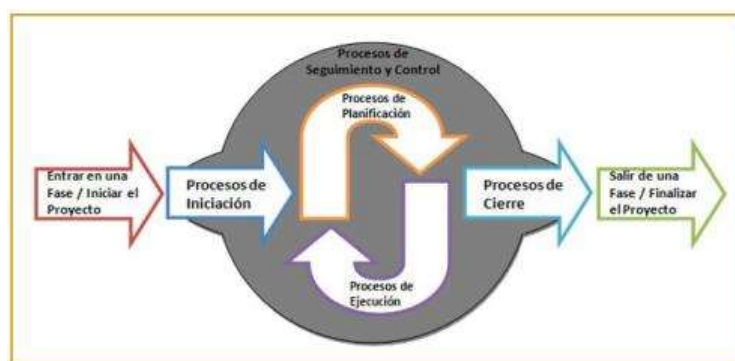 Procesos de
Seguimiento y Control
Procesos de
Planificación
Entrar en una
Fase / Iniciar el
Proyecto
Procesos de
Iniciación
Procesos de
Cierre
Salir de una
Fase / Finalizar
el Proyecto
Procesos de
Ejecución